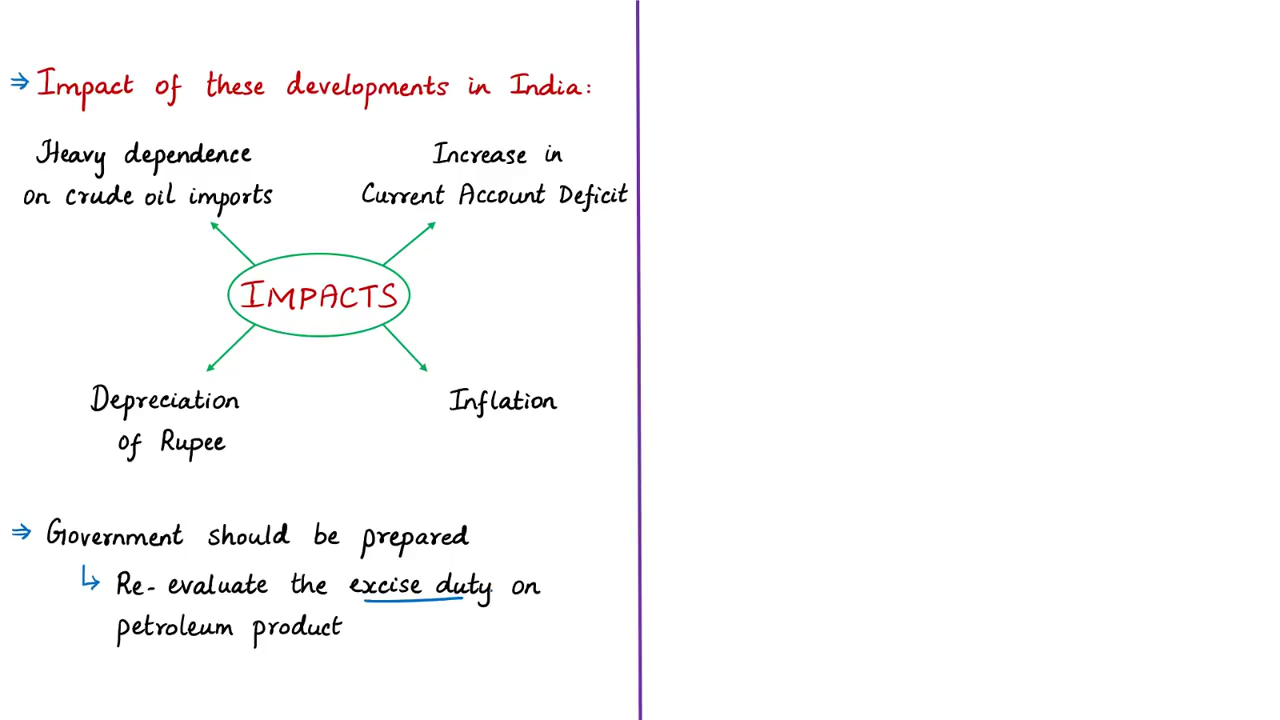 ⇒ Impact of these developments in India:
Heavy dependence
on crude oil imports
Increase in
Current Account Deficit
IMPACTS
Depreciation
of Rupee
Inflation
⇒ Government should be prepared
↳ Re-evaluate the excise duty on
petroleum product